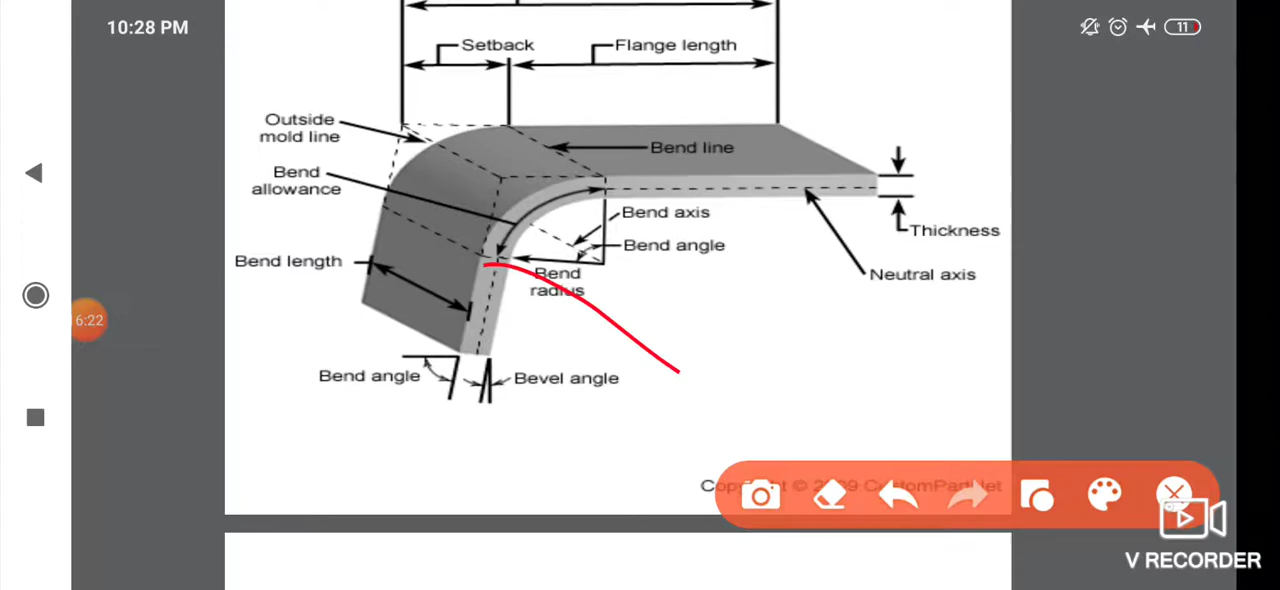 10:28 PM
11
Setback
Flange length
Outside
mold line
Bend line
Bend
allowance
Bend axis
Thickness
Bend angle
Bend length
Bend
radius
Neutral axis
6:22
Bend angle
Bevel angle
V RECORDER